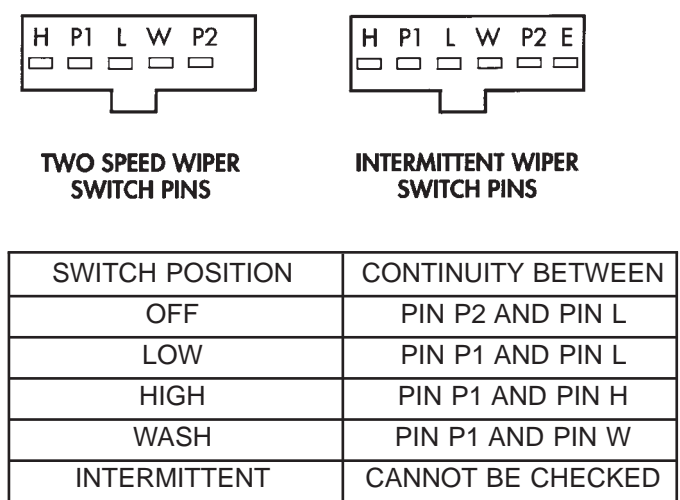 H P1 L W P2
H P1 L W P2 E
TWO SPEED WIPER
SWITCH PINS
INTERMITTENT WIPER
SWITCH PINS
SWITCH POSITION CONTINUITY BETWEEN
OFF PIN P2 AND PIN L
LOW PIN P1 AND PIN L
HIGH PIN P1 AND PIN H
WASH PIN P1 AND PIN W
INTERMITTENT CANNOT BE CHECKED